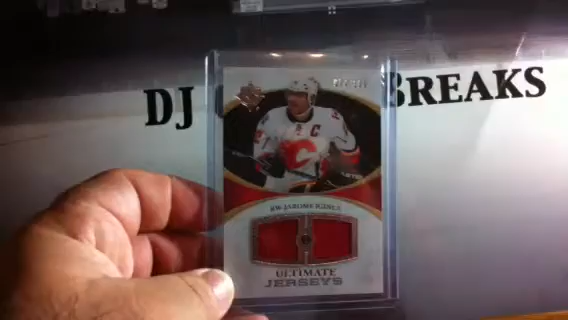 DJ BREAKS
RW-JAROME IGINLA
ULTIMATE
JERSEYS
C